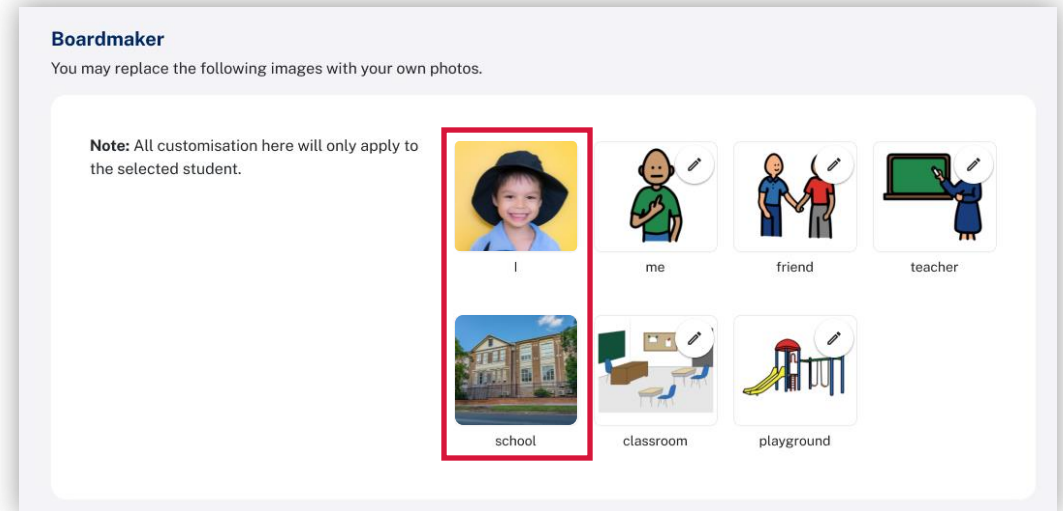 Boardmaker
You may replace the following images with your own photos.
Note: All customisation here will only apply to
the selected student.
I
me
friend
teacher
school
classroom
playground